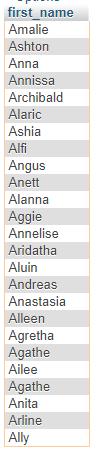 first_name
Amalie
Ashton
Anna
Annissa
Archibald
Alaric
Ashia
Alfi
Angus
Anett
Alanna
Aggie
Annelise
Aridatha
Aluin
Andreas
Anastasia
Alleen
Agretha
Agathe
Ailee
Agathe
Anita
Arline
Ally